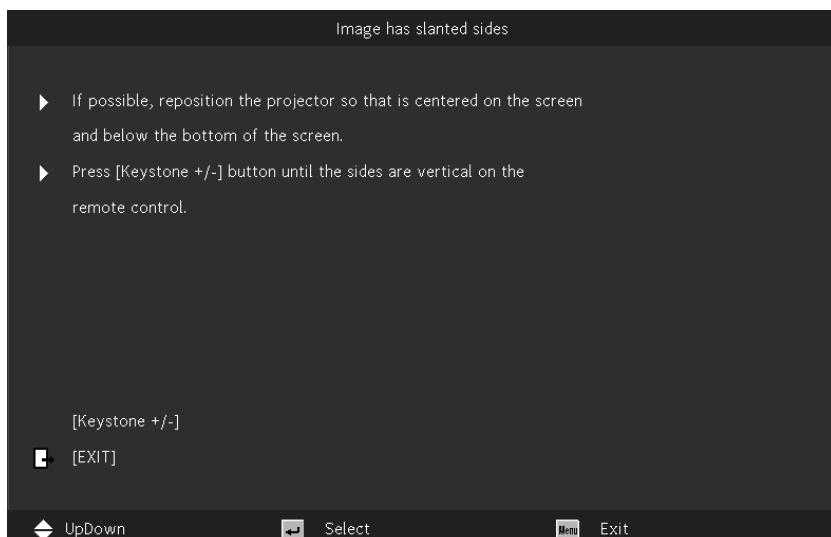 Image has slanted sides
If possible, reposition the projector so that is centered on the screen
and below the bottom of the screen.
Press [Keystone +/-] button until the sides are vertical on the
remote control.
[Keystone +/-]
[EXIT]
UpDown Select Menu Exit